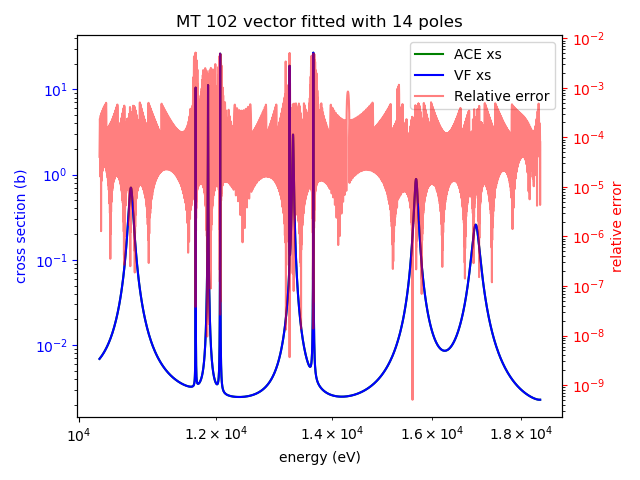 MT 102 vector fitted with 14 poles
ACE xs
VF xs
Relative error
cross section (b)
10¹
10⁰
10⁻¹
10⁻²
relative error
10⁻²
10⁻³
10⁻⁴
10⁻⁵
10⁻⁶
10⁻⁷
10⁻⁸
10⁻⁹
10⁴
1.2 × 10⁴
1.4 × 10⁴
1.6 × 10⁴
1.8 × 10⁴
energy (eV)